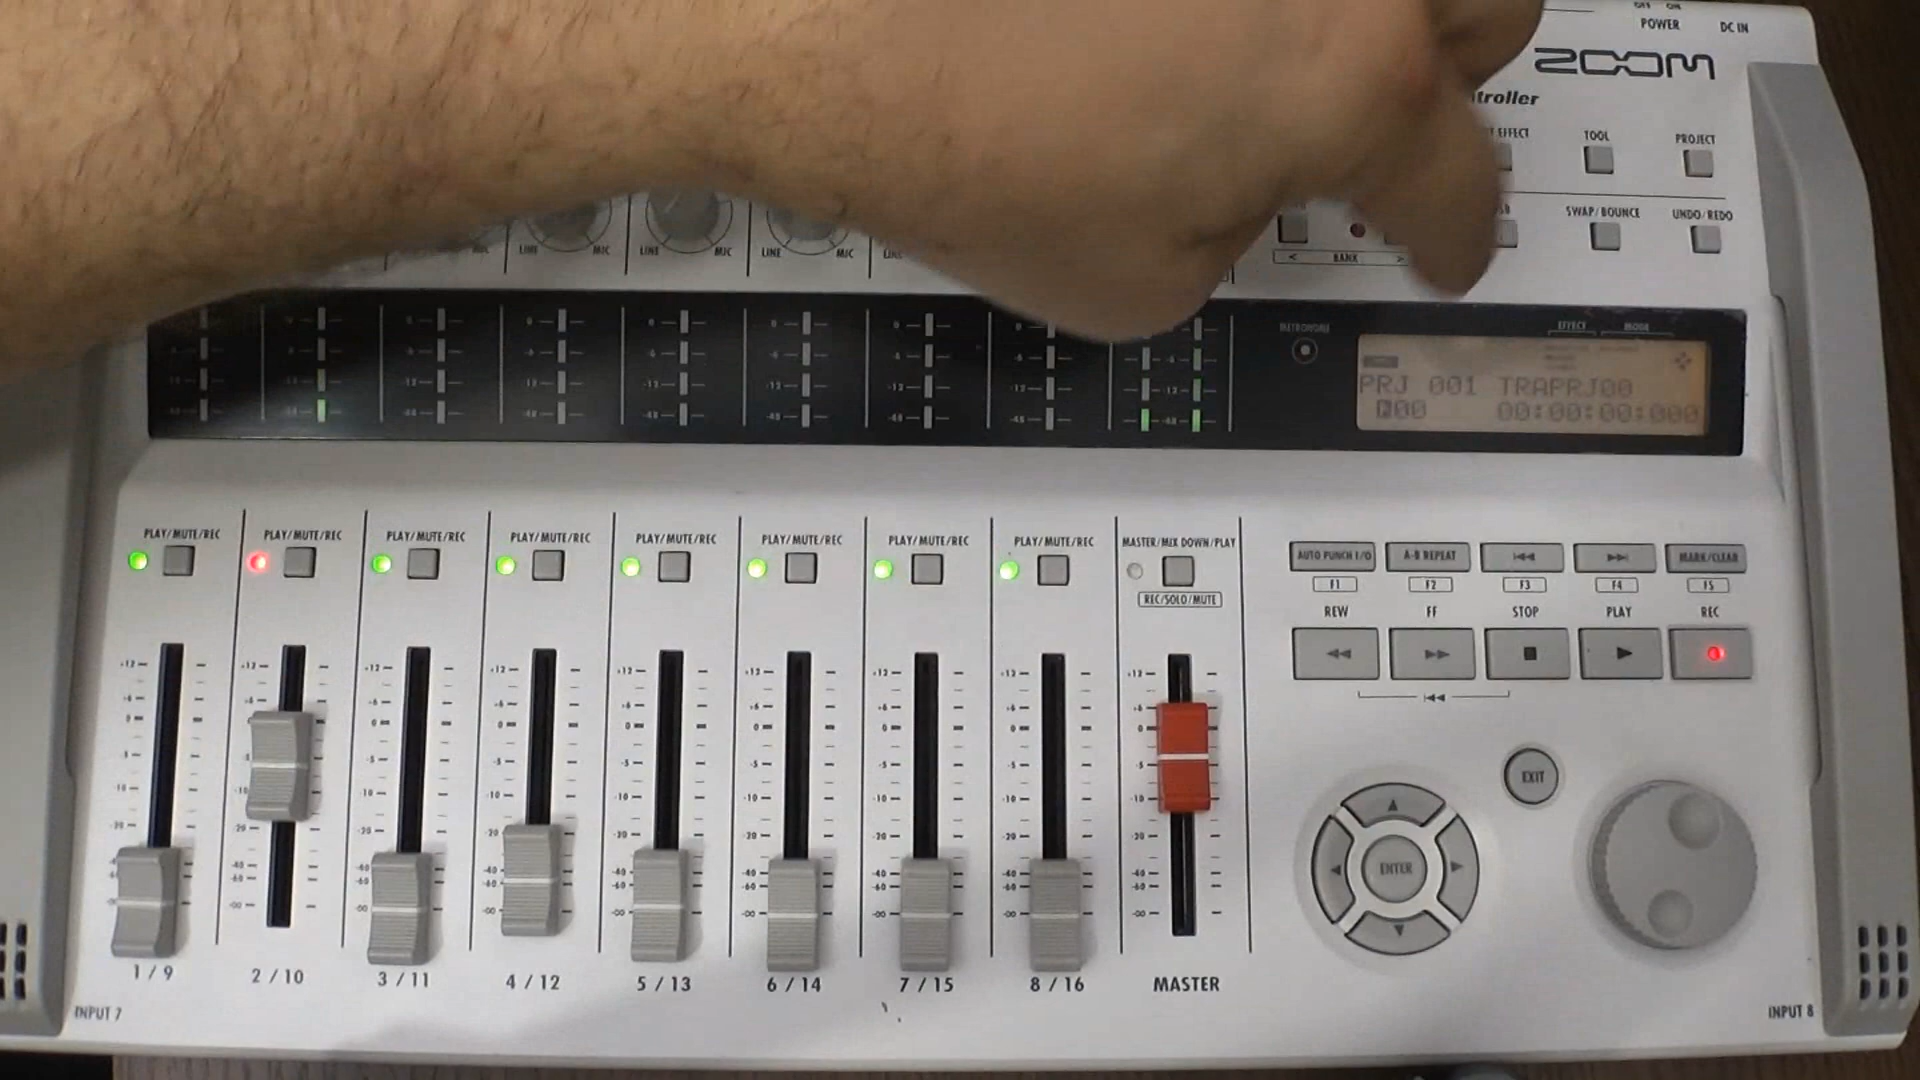 OFF ON
POWER DC IN
ZOOM
troller
EFFECT TOOL PROJECT
SWAP/BOUNCE UNDO/REDO
LINE MIC LINE MIC LINE MIC
< BANK >
METRONOME
EFFECT MODE
PRJ 001 TRAPRJ00
P00 00:00:00:000
PLAY/MUTE/REC PLAY/MUTE/REC PLAY/MUTE/REC PLAY/MUTE/REC PLAY/MUTE/REC PLAY/MUTE/REC PLAY/MUTE/REC PLAY/MUTE/REC MASTER/MIX DOWN/PLAY
REC/SOLO/MUTE
AUTO PUNCH I/O A-B REPEAT MARK/CLEAR
F1 F2 F3 F4 F5
REW FF STOP PLAY REC
EXIT
ENTER
1/9 2/10 3/11 4/12 5/13 6/14 7/15 8/16 MASTER
INPUT 7 INPUT 8